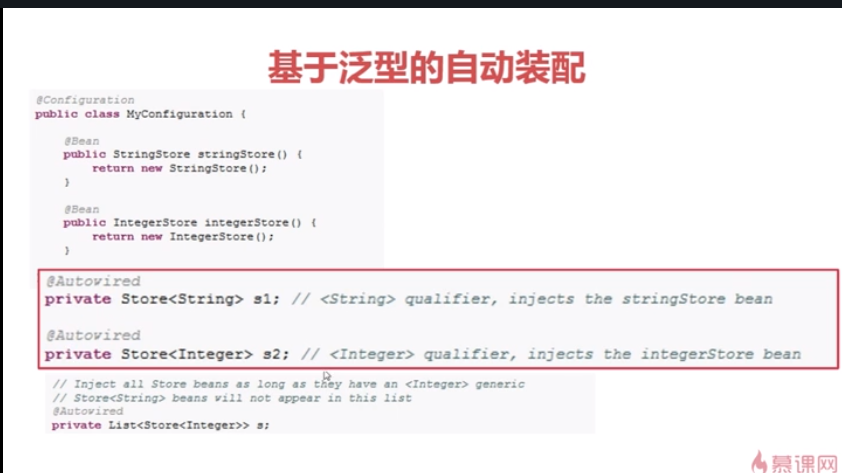 基于泛型的自动装配
@Configuration
public class MyConfiguration {
@Bean
public StringStore stringStore() {
return new StringStore();
}
@Bean
public IntegerStore integerStore() {
return new IntegerStore();
}
@Autowired
private Store<String> s1; // <String> qualifier, injects the stringStore bean
@Autowired
private Store<Integer> s2; // <Integer> qualifier, injects the integerStore bean
// Inject all Store beans as long as they have an <Integer> generic
// Store<String> beans will not appear in this list
@Autowired
private List<Store<Integer>> s;
慕课网